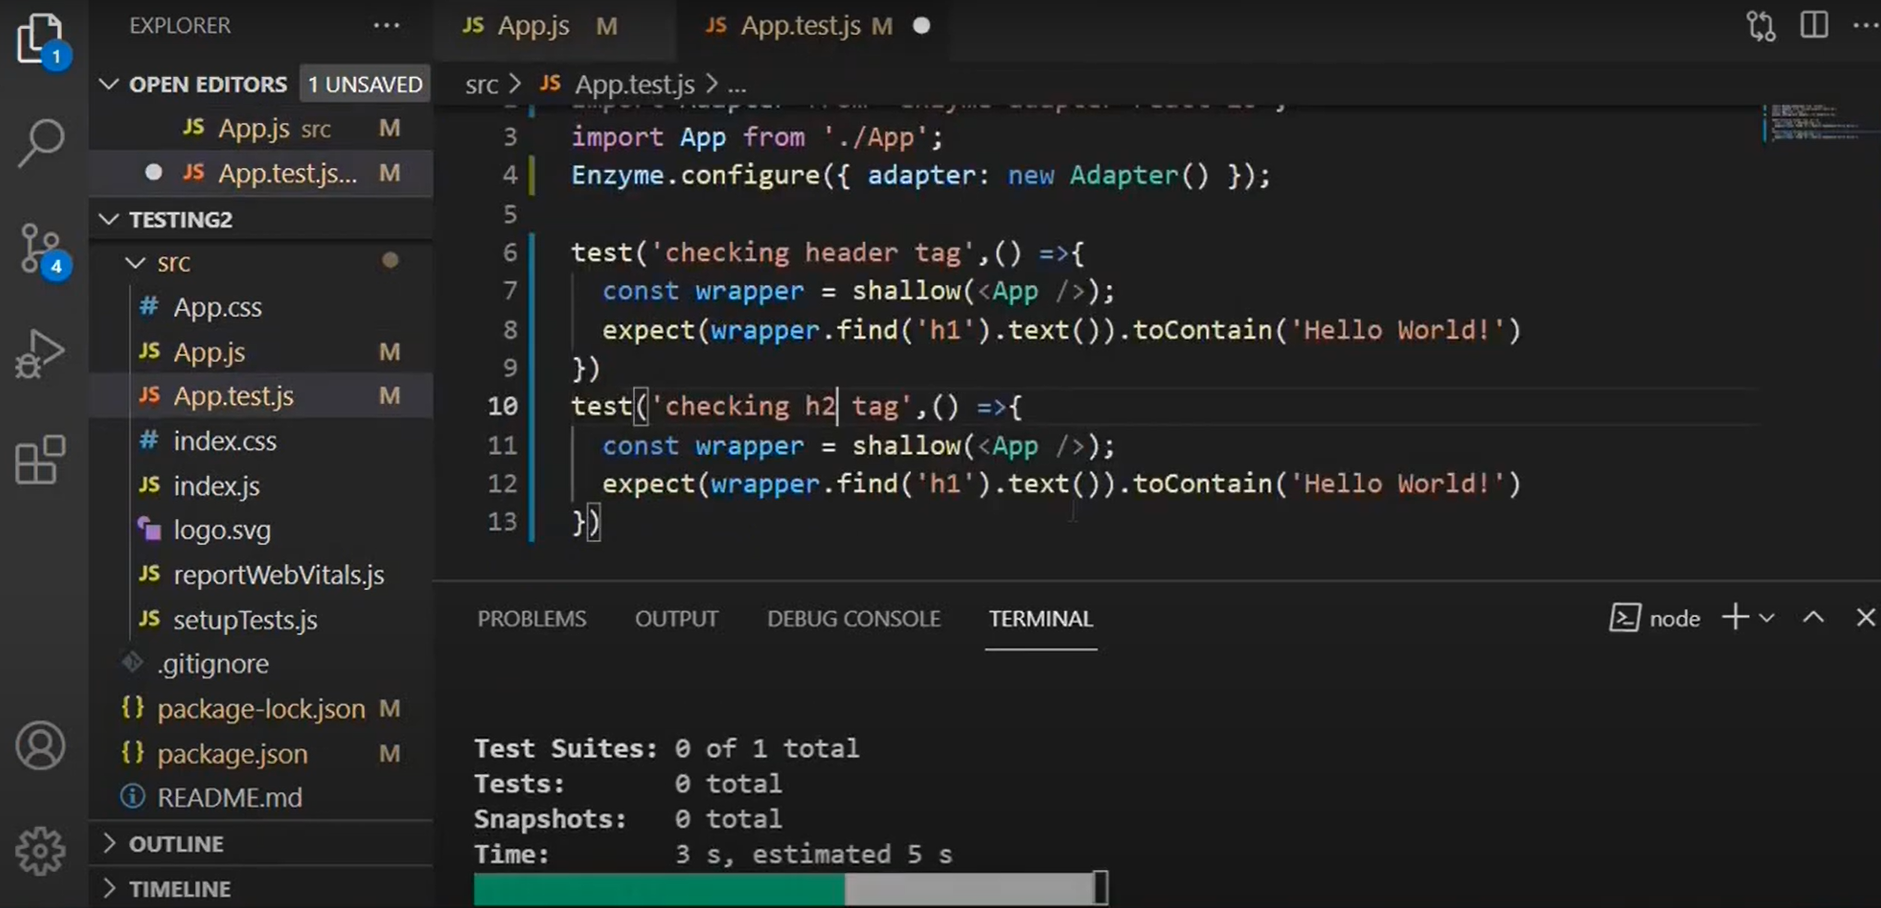 EXPLORER
OPEN EDITORS 1 UNSAVED
JS App.js src M
JS App.test.js... M
TESTING2
src
# App.css
JS App.js M
JS App.test.js M
# index.css
JS index.js
logo.svg
JS reportWebVitals.js
JS setupTests.js
.gitignore
{} package-lock.json M
{} package.json M
README.md
OUTLINE
TIMELINE
1
4
JS App.js M
JS App.test.js M
src > JS App.test.js > ...
3 import App from './App';
4 Enzyme.configure({ adapter: new Adapter() });
5
6 test('checking header tag',() =>{
7 const wrapper = shallow(<App />);
8 expect(wrapper.find('h1').text()).toContain('Hello World!')
9 })
10 test('checking h2 tag',() =>{
11 const wrapper = shallow(<App />);
12 expect(wrapper.find('h1').text()).toContain('Hello World!')
13 })
PROBLEMS OUTPUT DEBUG CONSOLE TERMINAL
node
Test Suites: 0 of 1 total
Tests: 0 total
Snapshots: 0 total
Time: 3 s, estimated 5 s